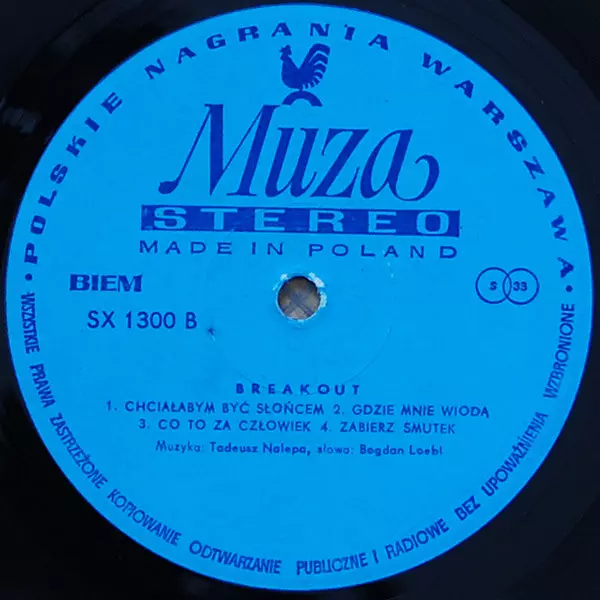 POLSKIE NAGRANIA WARSZAWA
Muza
STEREO
MADE IN POLAND
BIEM
S 33
SX 1300 B
BREAKOUT
1. CHCIAŁABYM BYĆ SŁOŃCEM 2. GDZIE MNIE WIODĄ
3. CO TO ZA CZŁOWIEK 4. ZABIERZ SMUTEK
Muzyka: Tadeusz Nalepa, słowa: Bogdan Loebl
WSZYSTKIE PRAWA ZASTRZEŻONE KOPIOWANIE ODTWARZANIE PUBLICZNE I RADIOWE BEZ UPOWAŻNIENIA WZBRONIONE